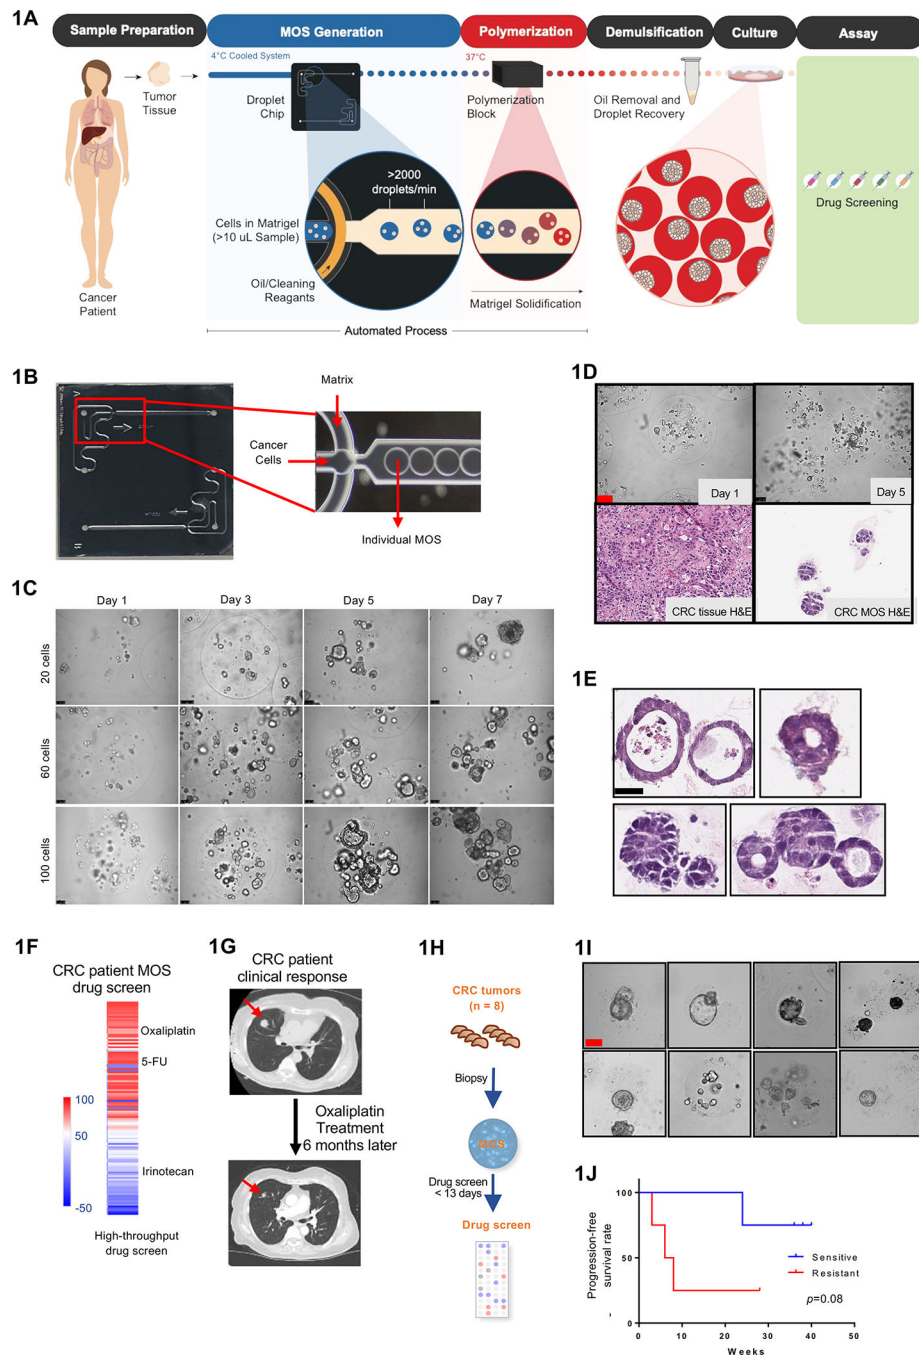 1A
Sample Preparation
MOS Generation
Polymerization
Demulsification
Culture
Assay
4°C Cooled System
37°C
Tumor
Tissue
Droplet
Chip
Polymerization
Block
Oil Removal and
Droplet Recovery
>2000
droplets/min
Cells in Matrigel
(>10 uL Sample)
Oil/Cleaning
Reagents
Matrigel Solidification
Drug Screening
Cancer
Patient
Automated Process
1B
Matrix
Cancer
Cells
Individual MOS
A
B
1D
Day 1
Day 5
CRC tissue H&E
CRC MOS H&E
1C
Day 1
Day 3
Day 5
Day 7
20 cells
60 cells
100 cells
1E
1F
CRC patient MOS
drug screen
Oxaliplatin
5-FU
Irinotecan
100
50
-50
High-throughput
drug screen
1G
CRC patient
clinical response
Oxaliplatin
Treatment
6 months later
1H
CRC tumors
(n = 8)
Biopsy
MOS
Drug screen
< 13 days
Drug screen
1I
1J
Progression-free
survival rate
100
50
0
10
20
30
40
50
Weeks
Sensitive
Resistant
p=0.08